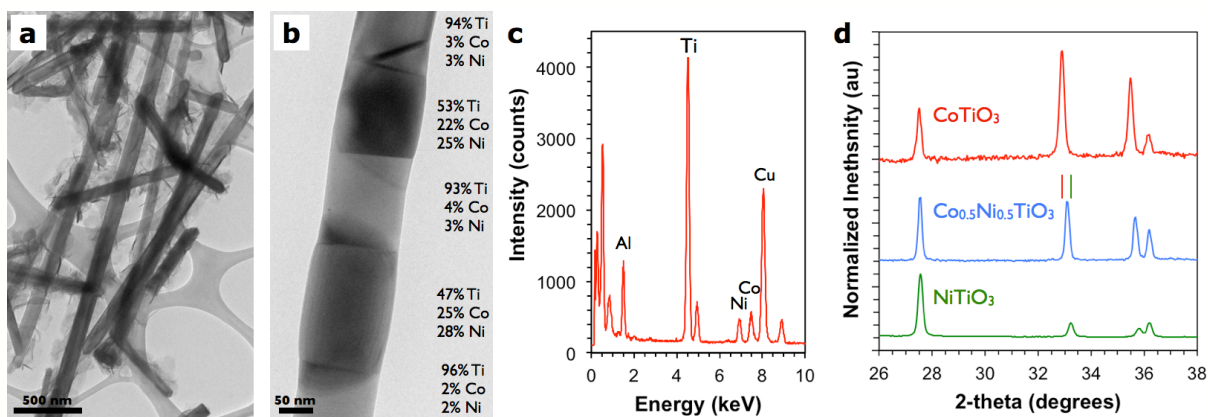 a
500 nm
b
94% Ti
3% Co
3% Ni
53% Ti
22% Co
25% Ni
93% Ti
4% Co
3% Ni
47% Ti
25% Co
28% Ni
96% Ti
2% Co
2% Ni
50 nm
c
Intensity (counts)
4000
3000
2000
1000
0
Al
Ti
Ni
Co
Cu
0 2 4 6 8 10
Energy (keV)
d
Normalized Inethsnity (au)
CoTiO₃
Co₀.₅Ni₀.₅TiO₃
NiTiO₃
26 28 30 32 34 36 38
2-theta (degrees)